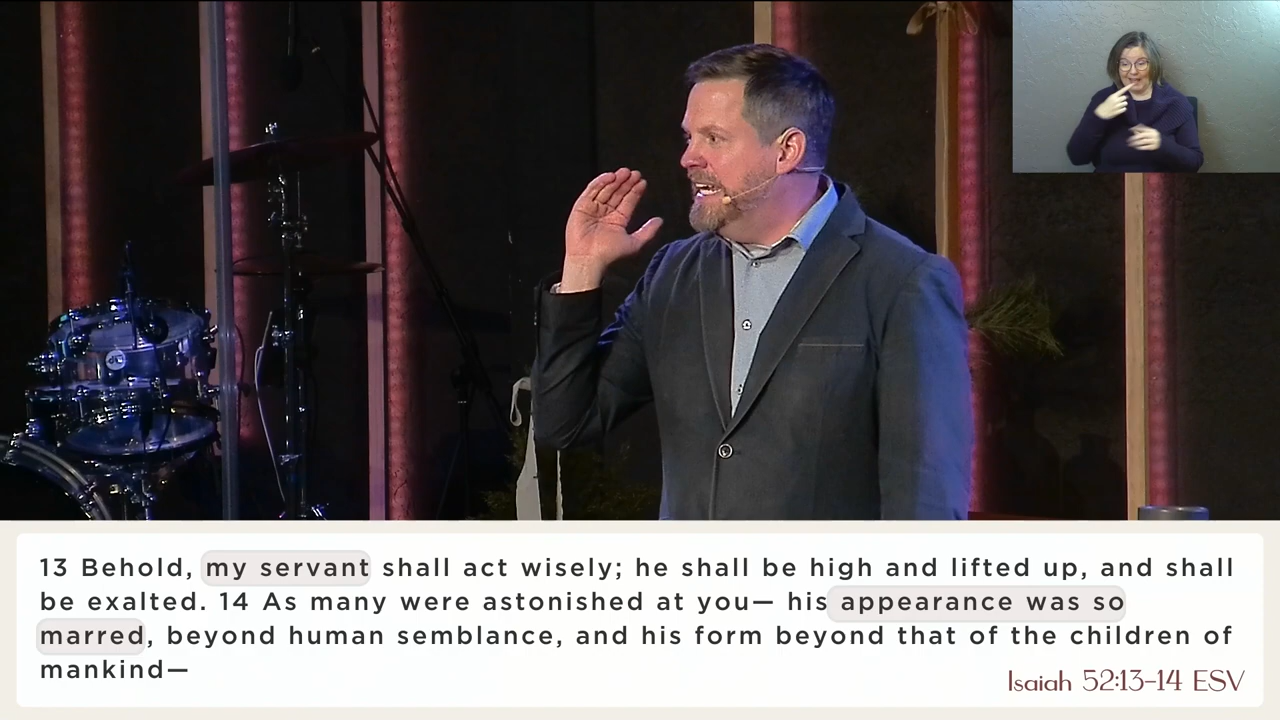 13 Behold, my servant shall act wisely; he shall be high and lifted up, and shall
be exalted. 14 As many were astonished at you— his appearance was so
marred, beyond human semblance, and his form beyond that of the children of
mankind—
Isaiah 52:13–14 ESV